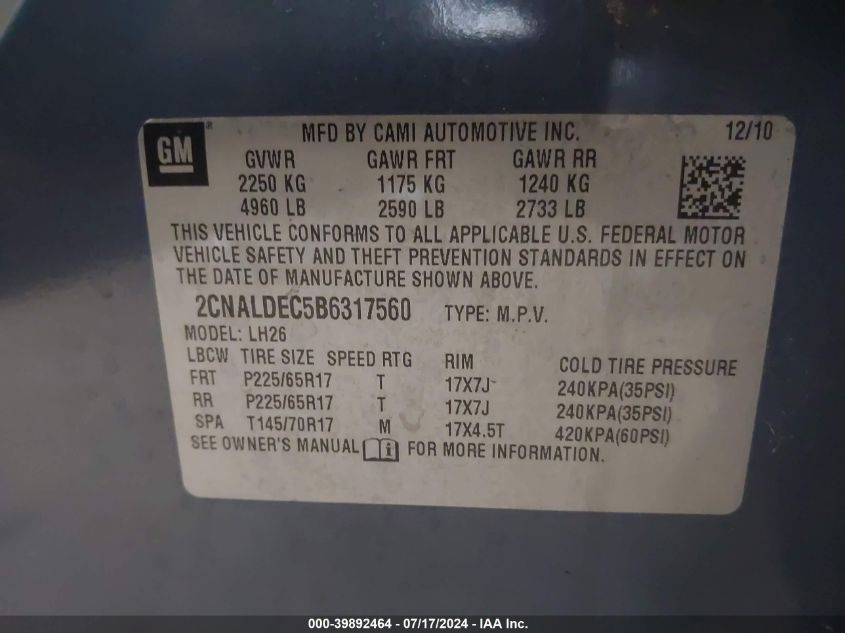 GM ® MFD BY CAMI AUTOMOTIVE INC. 12/10
GVWR GAWR FRT GAWR RR
2250 KG 1175 KG 1240 KG
4960 LB 2590 LB 2733 LB
THIS VEHICLE CONFORMS TO ALL APPLICABLE U.S. FEDERAL MOTOR
VEHICLE SAFETY AND THEFT PREVENTION STANDARDS IN EFFECT ON
THE DATE OF MANUFACTURE SHOWN ABOVE.
2CNALDEC5B6317560 TYPE: M.P.V.
MODEL: LH26
LBCW TIRE SIZE SPEED RTG RIM COLD TIRE PRESSURE
FRT P225/65R17 T 17X7J 240KPA(35PSI)
RR P225/65R17 T 17X7J 240KPA(35PSI)
SPA T145/70R17 M 17X4.5T 420KPA(60PSI)
SEE OWNER'S MANUAL FOR MORE INFORMATION.
000-39892464 - 07/17/2024 - IAA Inc.